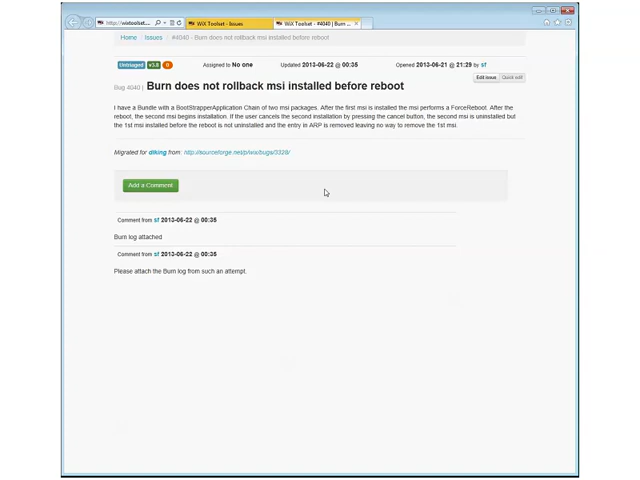 http://wixtoolset....
WiX Toolset - Issues
WiX Toolset - #4040 | Burn ...
Home Issues #4040 - Burn does not rollback msi installed before reboot
Untriaged v3.8 0 Assigned to No one Updated 2013-06-22 @ 00:35 Opened 2013-06-21 @ 21:29 by sf
Edit issue Quick edit
Bug 4040 | Burn does not rollback msi installed before reboot
I have a Bundle with a BootStrapperApplication Chain of two msi packages. After the first msi is installed the msi performs a ForceReboot. After the
reboot, the second msi begins installation. If the user cancels the second installation by pressing the cancel button, the second msi is uninstalled but
the 1st msi installed before the reboot is not uninstalled and the entry in ARP is removed leaving no way to remove the 1st msi.
Migrated for dlking from: http://sourceforge.net/p/wix/bugs/3328/
Add a Comment
Comment from sf 2013-06-22 @ 00:35
Burn log attached
Comment from sf 2013-06-22 @ 00:35
Please attach the Burn log from such an attempt.